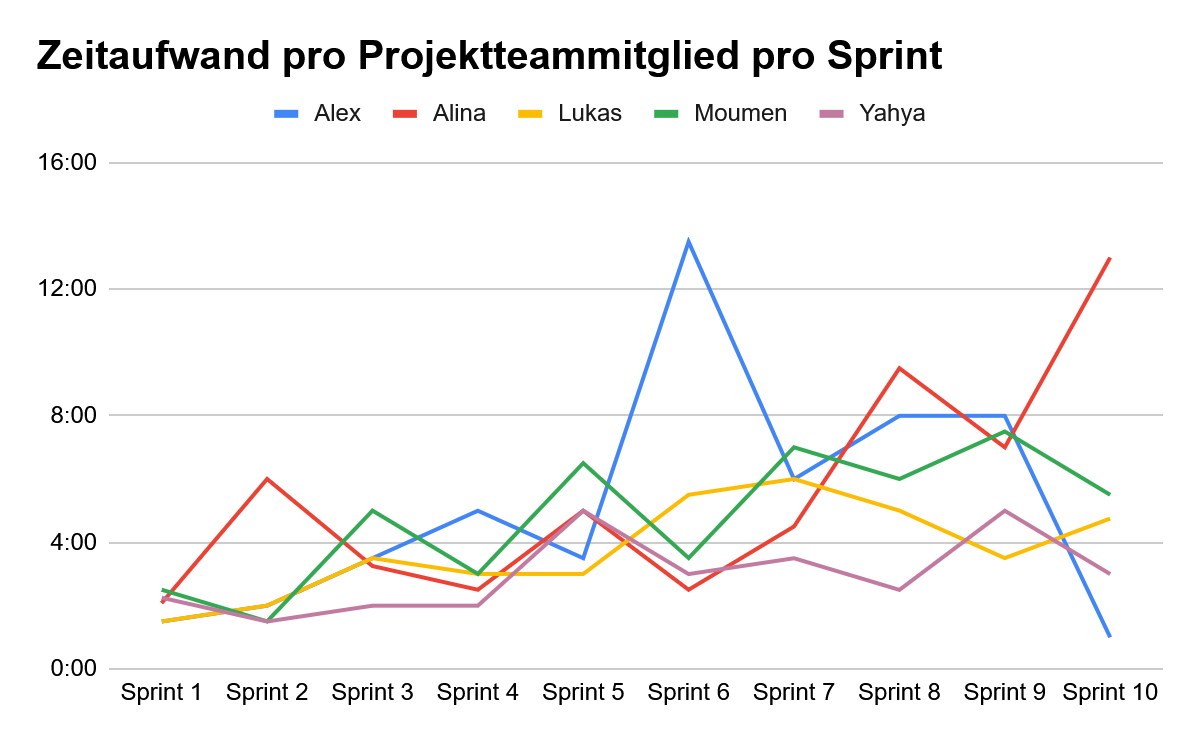 Zeitaufwand pro Projektteammitglied pro Sprint
Alex Alina Lukas Moumen Yahya
16:00
12:00
8:00
4:00
0:00
Sprint 1 Sprint 2 Sprint 3 Sprint 4 Sprint 5 Sprint 6 Sprint 7 Sprint 8 Sprint 9 Sprint 10